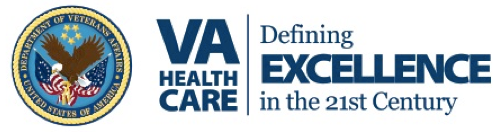 DEPARTMENT OF VETERANS AFFAIRS
UNITED STATES OF AMERICA
VA
HEALTH
CARE
Defining
EXCELLENCE
in the 21st Century